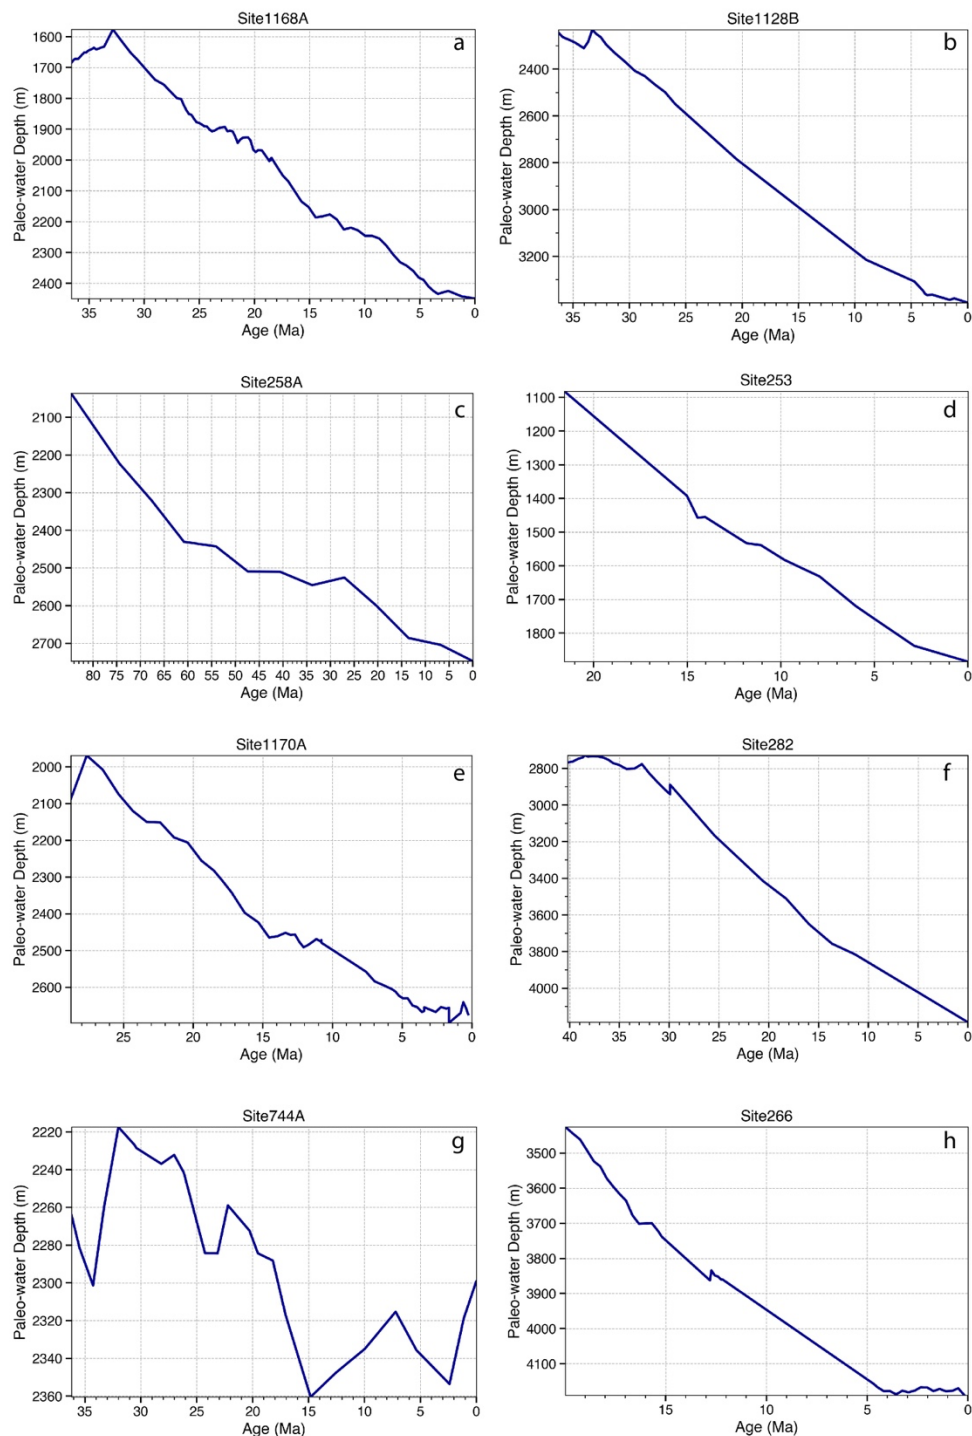 Site1168A
a
Paleo-water Depth (m)
1600
1700
1800
1900
2000
2100
2200
2300
2400
35 30 25 20 15 10 5 0
Age (Ma)
Site1128B
b
Paleo-water Depth (m)
2400
2600
2800
3000
3200
35 30 25 20 15 10 5 0
Age (Ma)
Site258A
c
Paleo-water Depth (m)
2100
2200
2300
2400
2500
2600
2700
80 75 70 65 60 55 50 45 40 35 30 25 20 15 10 5 0
Age (Ma)
Site253
d
Paleo-water Depth (m)
1100
1200
1300
1400
1500
1600
1700
1800
20 15 10 5 0
Age (Ma)
Site1170A
e
Paleo-water Depth (m)
2000
2100
2200
2300
2400
2500
2600
25 20 15 10 5 0
Age (Ma)
Site282
f
Paleo-water Depth (m)
2800
3000
3200
3400
3600
3800
4000
40 35 30 25 20 15 10 5 0
Age (Ma)
Site744A
g
Paleo-water Depth (m)
2220
2240
2260
2280
2300
2320
2340
2360
35 30 25 20 15 10 5 0
Age (Ma)
Site266
h
Paleo-water Depth (m)
3500
3600
3700
3800
3900
4000
4100
10 0
Age (Ma)